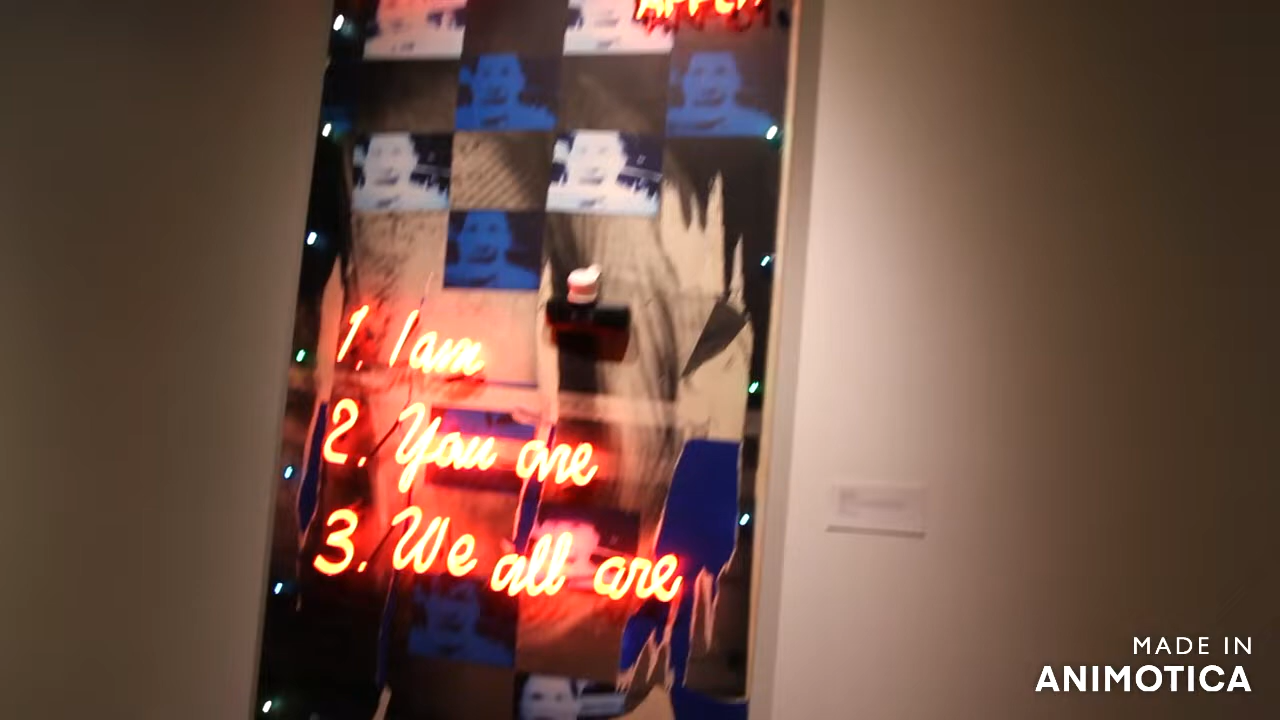 1. I am
2. You are
3. We all are
MADE IN
ANIMOTICA